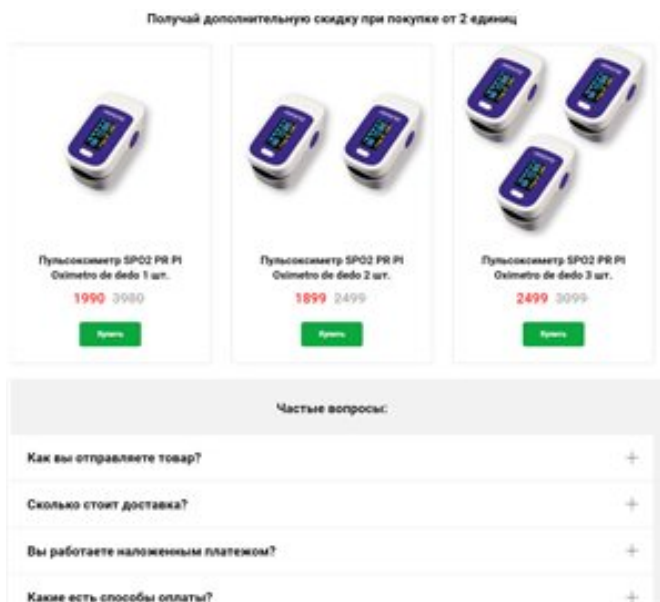 Получай дополнительную скидку при покупке от 2 единиц
Пульсоксиметр SPO2 PR PI
Oximetro de dedo 1 шт.
1990 3980
Купить
Пульсоксиметр SPO2 PR PI
Oximetro de dedo 2 шт.
1899 2499
Купить
Пульсоксиметр SPO2 PR PI
Oximetro de dedo 3 шт.
2499 3099
Купить
Частые вопросы:
Как вы отправляете товар?
Сколько стоит доставка?
Вы работаете наложенным платежом?
Какие есть способы оплаты?